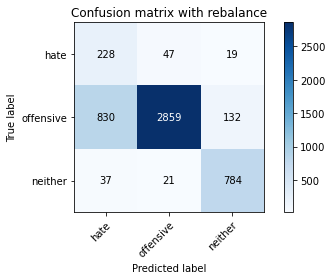 Confusion matrix with rebalance
True label
hate
offensive
neither
228 47 19
830 2859 132
37 21 784
hate
offensive
neither
Predicted label
2500
2000
1500
1000
500